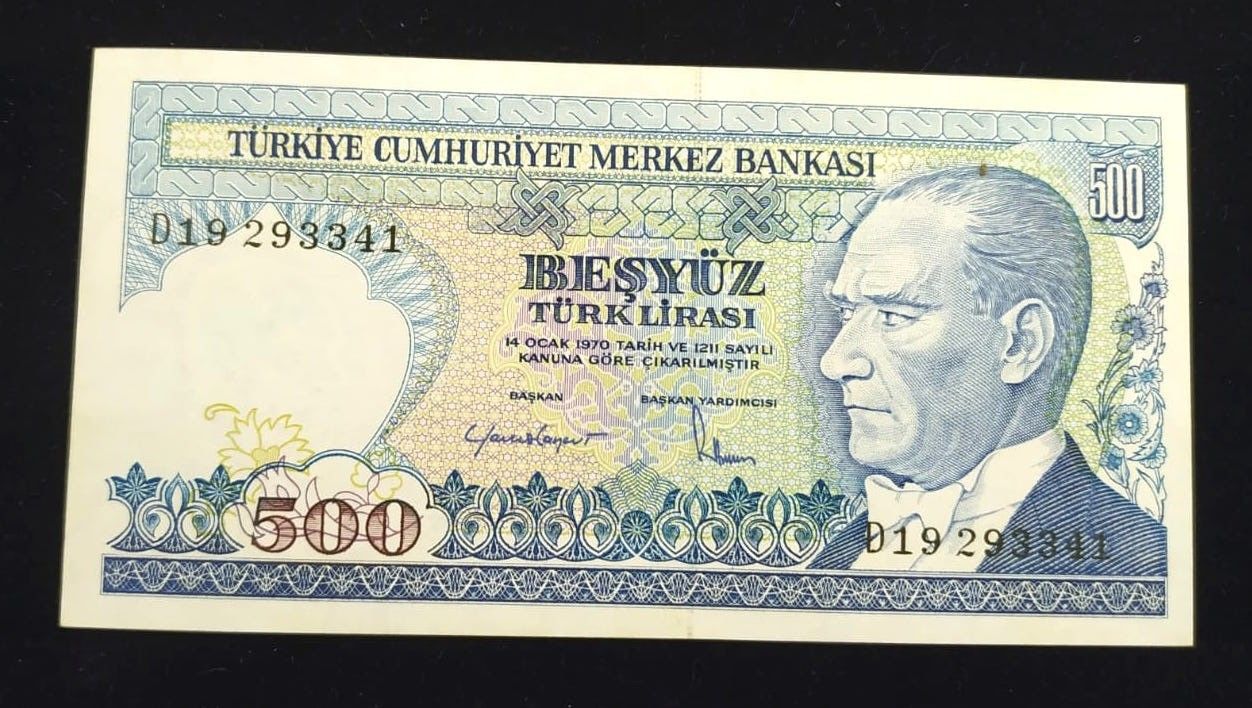 TÜRKİYE CUMHURİYET MERKEZ BANKASI
500
D19 293341
BEŞYÜZ
TÜRK LİRASI
14 OCAK 1970 TARİH VE 1211 SAYILI
KANUNA GÖRE ÇIKARILMIŞTIR
BAŞKAN BAŞKAN YARDIMCISI
500
D19 293341